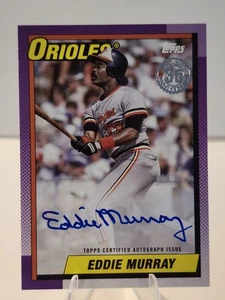 ORIOLES
TOPPS
35
Eddie Murray
TOPPS CERTIFIED AUTOGRAPH ISSUE
EDDIE MURRAY